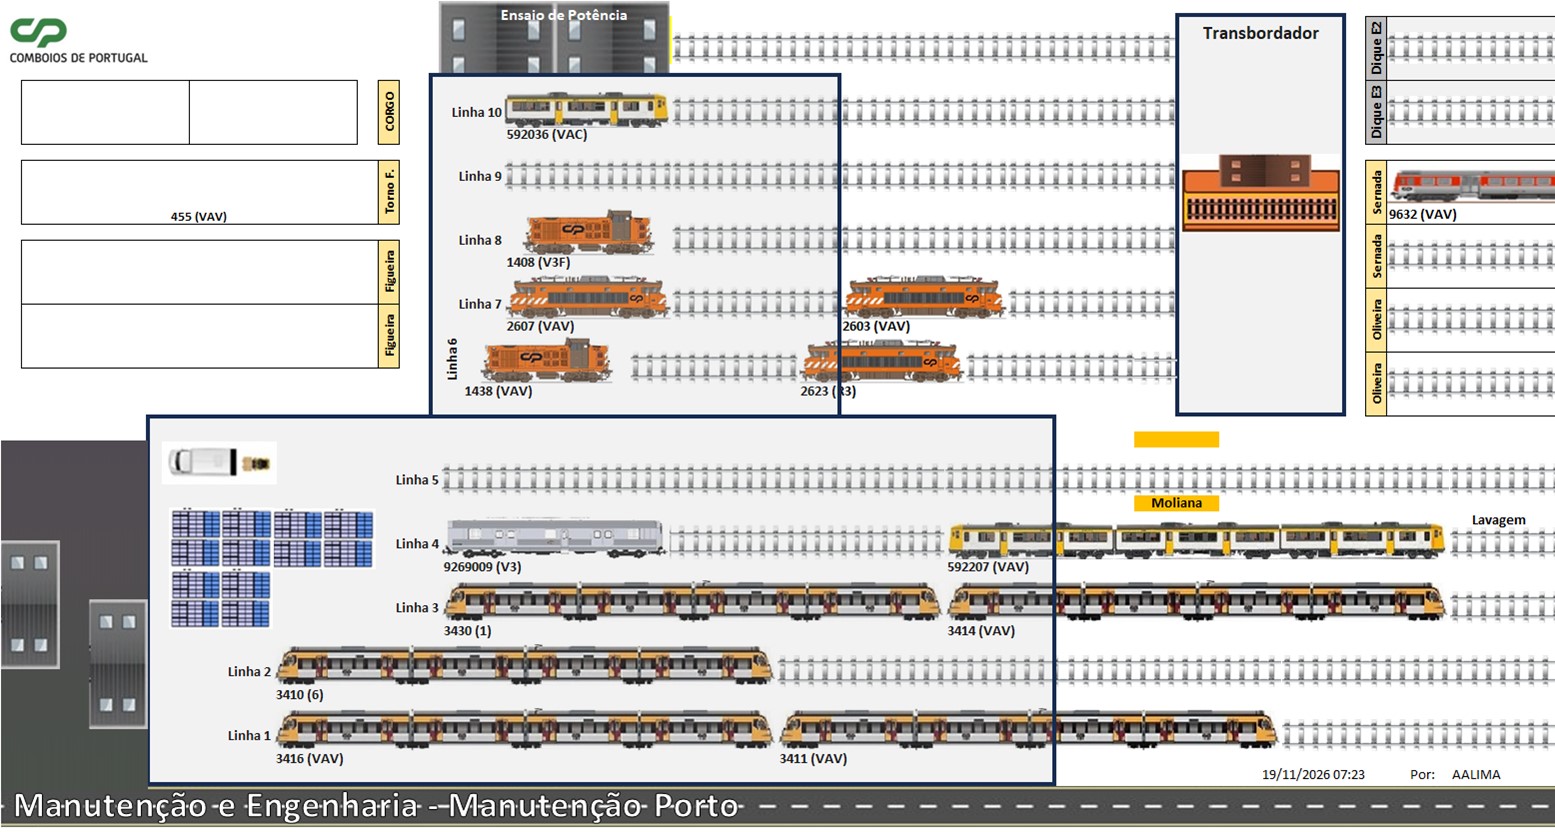 CP
COMBOIOS DE PORTUGAL
Ensaio de Potência
Transbordador
Dique E2
Dique E3
CORGO
Torno F.
455 (VAV)
Figueira
Figueira
Linha 10
592036 (VAC)
Linha 9
Linha 8
1408 (V3F)
Linha 7
2607 (VAV)
2603 (VAV)
Linha 6
1438 (VAV)
2623 (R3)
Sernada
9632 (VAV)
Sernada
Oliveira
Oliveira
Linha 5
Moliana
Lavagem
Linha 4
9269009 (V3)
592207 (VAV)
Linha 3
3430 (1)
3414 (VAV)
Linha 2
3410 (6)
Linha 1
3416 (VAV)
3411 (VAV)
19/11/2026 07:23 Por: AALIMA
Manutenção e Engenharia - Manutenção Porto